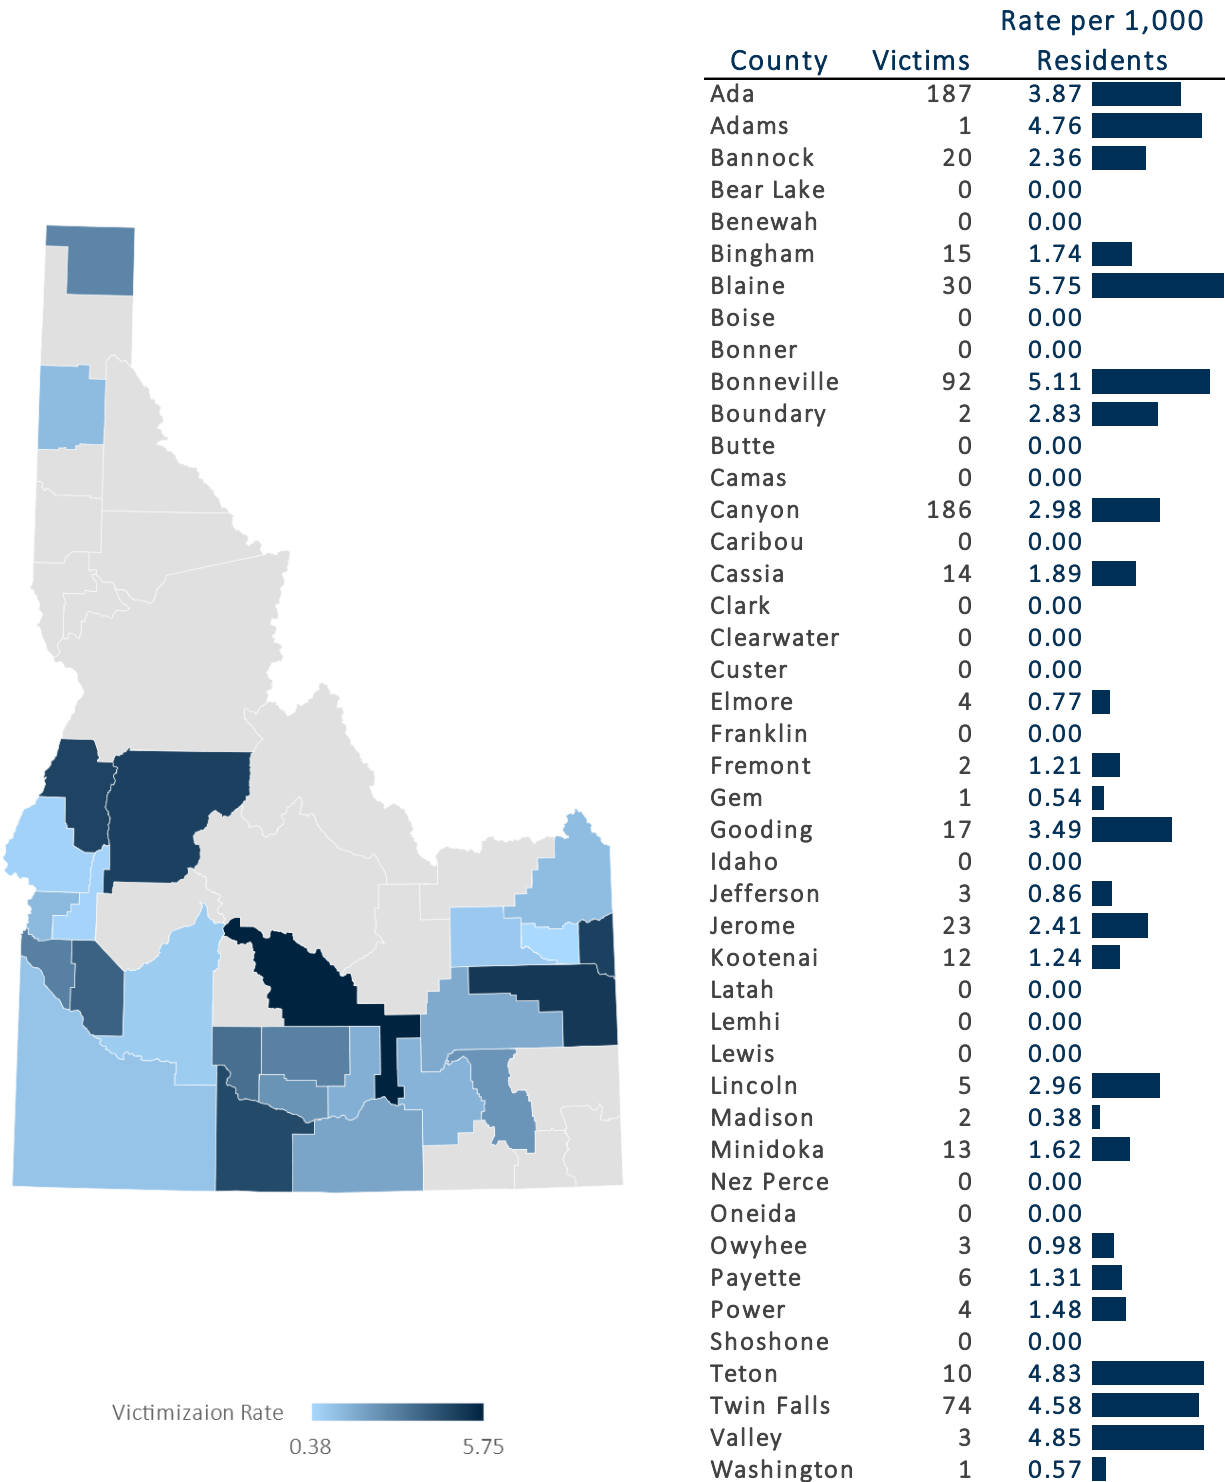 Rate per 1,000
County Victims Residents
Ada 187 3.87
Adams 1 4.76
Bannock 20 2.36
Bear Lake 0 0.00
Benewah 0 0.00
Bingham 15 1.74
Blaine 30 5.75
Boise 0 0.00
Bonner 0 0.00
Bonneville 92 5.11
Boundary 2 2.83
Butte 0 0.00
Camas 0 0.00
Canyon 186 2.98
Caribou 0 0.00
Cassia 14 1.89
Clark 0 0.00
Clearwater 0 0.00
Custer 0 0.00
Elmore 4 0.77
Franklin 0 0.00
Fremont 2 1.21
Gem 1 0.54
Gooding 17 3.49
Idaho 0 0.00
Jefferson 3 0.86
Jerome 23 2.41
Kootenai 12 1.24
Latah 0 0.00
Lemhi 0 0.00
Lewis 0 0.00
Lincoln 5 2.96
Madison 2 0.38
Minidoka 13 1.62
Nez Perce 0 0.00
Oneida 0 0.00
Owyhee 3 0.98
Payette 6 1.31
Power 4 1.48
Shoshone 0 0.00
Teton 10 4.83
Twin Falls 74 4.58
Valley 3 4.85
Washington 1 0.57
Victimizaion Rate
0.38 5.75